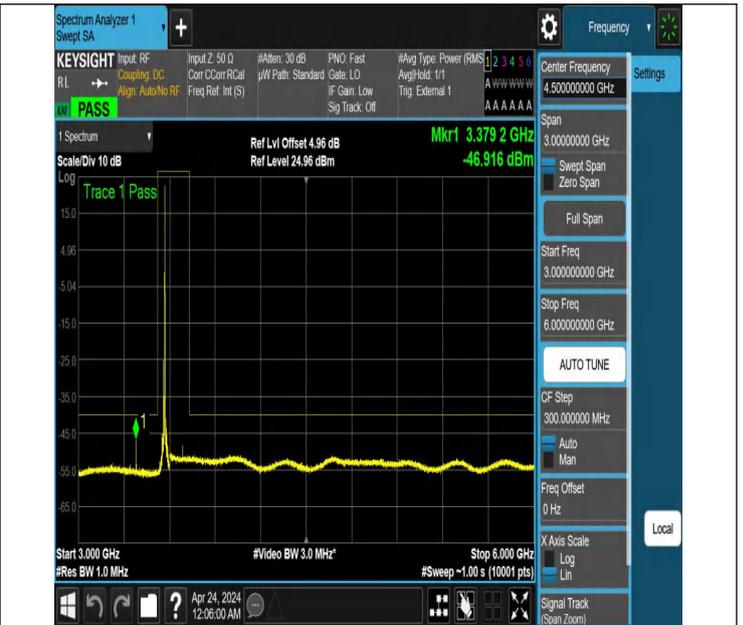 Spectrum Analyzer 1
Swept SA
+
Frequency
KEYSIGHT
RL
PASS
Input: RF
Coupling: DC
Align: Auto/No RF
Input Z: 50 Ω
Corr CCorr RCal
Freq Ref: Int (S)
#Atten: 30 dB
µW Path: Standard
PNO: Fast
Gate: LO
IF Gain: Low
Sig Track: Off
#Avg Type: Power (RMS
Avg|Hold: 1/1
Trig: External 1
1 2 3 4 5 6
A W W W W W
A A A A A A
1 Spectrum
Scale/Div 10 dB
Ref Lvl Offset 4.96 dB
Ref Level 24.96 dBm
Mkr1 3.379 2 GHz
-46.916 dBm
Log
Trace 1 Pass
15.0
4.96
-5.04
-15.0
-25.0
-35.0
-45.0
-55.0
-65.0
1
Start 3.000 GHz
#Res BW 1.0 MHz
#Video BW 3.0 MHz*
Stop 6.000 GHz
#Sweep ~1.00 s (10001 pts)
Apr 24, 2024
12:06:00 AM
Center Frequency
4.500000000 GHz
Settings
Span
3.00000000 GHz
Swept Span
Zero Span
Full Span
Start Freq
3.000000000 GHz
Stop Freq
6.000000000 GHz
AUTO TUNE
CF Step
300.000000 MHz
Auto
Man
Freq Offset
0 Hz
X Axis Scale
Log
Lin
Local
Signal Track
(Span Zoom)